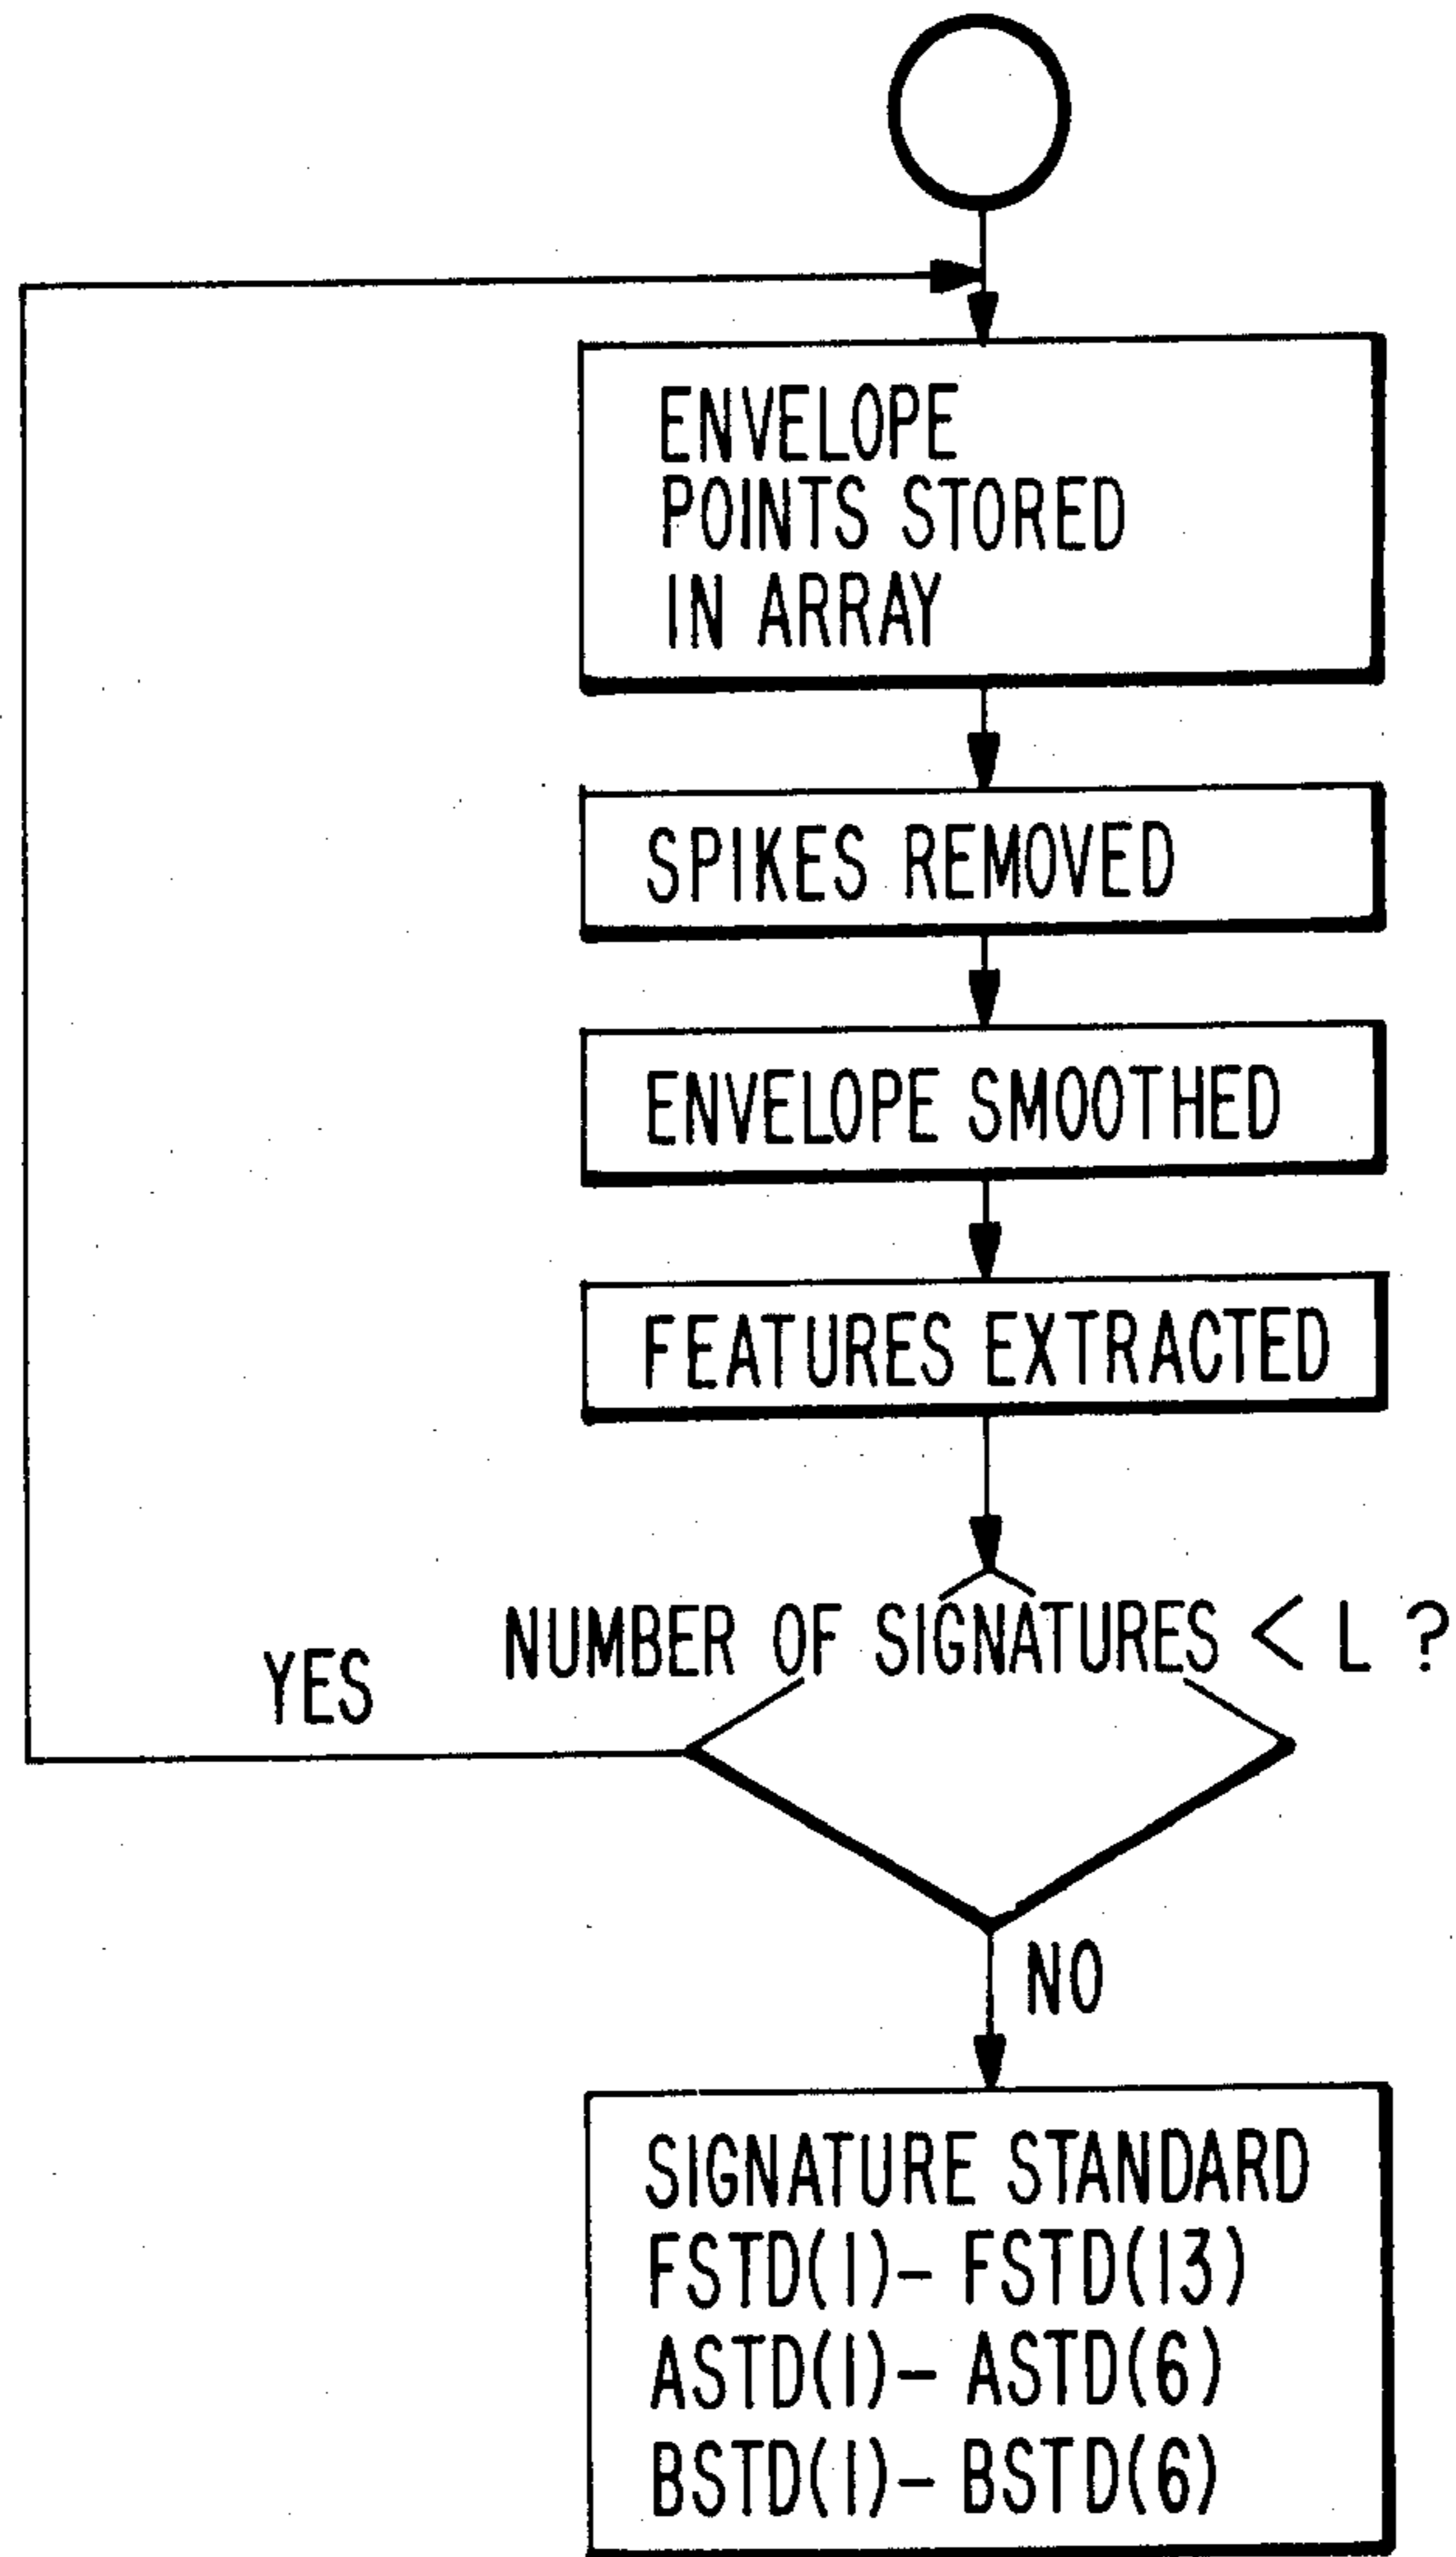 ENVELOPE
POINTS STORED
IN ARRAY
SPIKES REMOVED
ENVELOPE SMOOTHED
FEATURES EXTRACTED
NUMBER OF SIGNATURES < L ?
YES
NO
SIGNATURE STANDARD
FSTD(1)- FSTD(13)
ASTD(1)- ASTD(6)
BSTD(1)- BSTD(6)